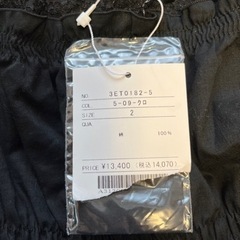 NO. 3ET0182-5
COL. 5-09-クロ
SIZE 2
QUA.
綿 100%
PRICE ¥13,400 (税込14,070)